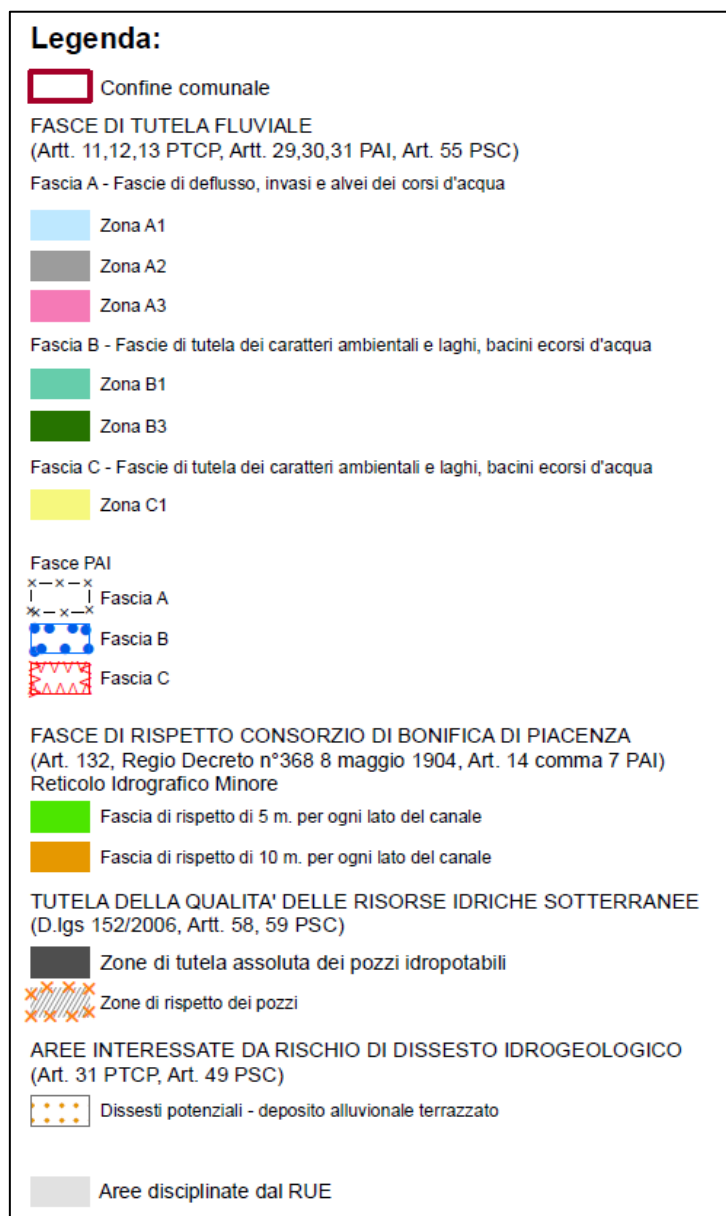 Legenda:
Confine comunale
FASCE DI TUTELA FLUVIALE
(Artt. 11,12,13 PTCP, Artt. 29,30,31 PAI, Art. 55 PSC)
Fascia A - Fascie di deflusso, invasi e alvei dei corsi d'acqua
Zona A1
Zona A2
Zona A3
Fascia B - Fascie di tutela dei caratteri ambientali e laghi, bacini ecorsi d'acqua
Zona B1
Zona B3
Fascia C - Fascie di tutela dei caratteri ambientali e laghi, bacini ecorsi d'acqua
Zona C1
Fasce PAI
Fascia A
Fascia B
Fascia C
FASCE DI RISPETTO CONSORZIO DI BONIFICA DI PIACENZA
(Art. 132, Regio Decreto n°368 8 maggio 1904, Art. 14 comma 7 PAI)
Reticolo Idrografico Minore
Fascia di rispetto di 5 m. per ogni lato del canale
Fascia di rispetto di 10 m. per ogni lato del canale
TUTELA DELLA QUALITA' DELLE RISORSE IDRICHE SOTTERRANEE
(D.lgs 152/2006, Artt. 58, 59 PSC)
Zone di tutela assoluta dei pozzi idropotabili
Zone di rispetto dei pozzi
AREE INTERESSATE DA RISCHIO DI DISSESTO IDROGEOLOGICO
(Art. 31 PTCP, Art. 49 PSC)
Dissesti potenziali - deposito alluvionale terrazzato
Aree disciplinate dal RUE